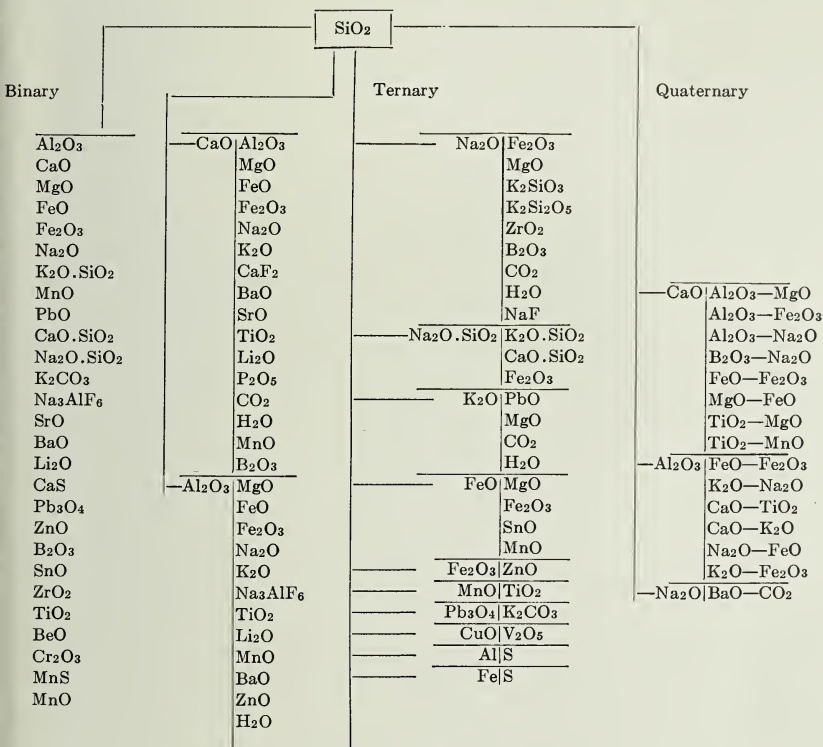 SiO2
Binary
Ternary
Quaternary
Al2O3
CaO
MgO
FeO
Fe2O3
Na2O
K2O.SiO2
MnO
PbO
CaO.SiO2
Na2O.SiO2
K2CO3
Na3AlF6
SrO
BaO
Li2O
CaS
Pb3O4
ZnO
B2O3
SnO
ZrO2
TiO2
BeO
Cr2O3
MnS
MnO
CaO Al2O3
MgO
FeO
Fe2O3
Na2O
K2O
CaF2
BaO
SrO
TiO2
Li2O
P2O5
CO2
H2O
MnO
B2O3
Al2O3 MgO
FeO
Fe2O3
Na2O
K2O
Na3AlF6
TiO2
Li2O
MnO
BaO
ZnO
H2O
Na2O Fe2O3
MgO
K2SiO3
K2Si2O5
ZrO2
B2O3
CO2
H2O
NaF
Na2O.SiO2 K2O.SiO2
CaO.SiO2
Fe2O3
K2O PbO
MgO
CO2
H2O
FeO MgO
Fe2O3
SnO
MnO
Fe2O3 ZnO
MnO TiO2
Pb3O4 K2CO3
CuO V2O5
Al S
Fe S
CaO Al2O3—MgO
Al2O3—Fe2O3
Al2O3—Na2O
B2O3—Na2O
FeO—Fe2O3
MgO—FeO
TiO2—MgO
TiO2—MnO
Al2O3 FeO—Fe2O3
K2O—Na2O
CaO—TiO2
CaO—K2O
Na2O—FeO
K2O—Fe2O3
Na2O BaO—CO2